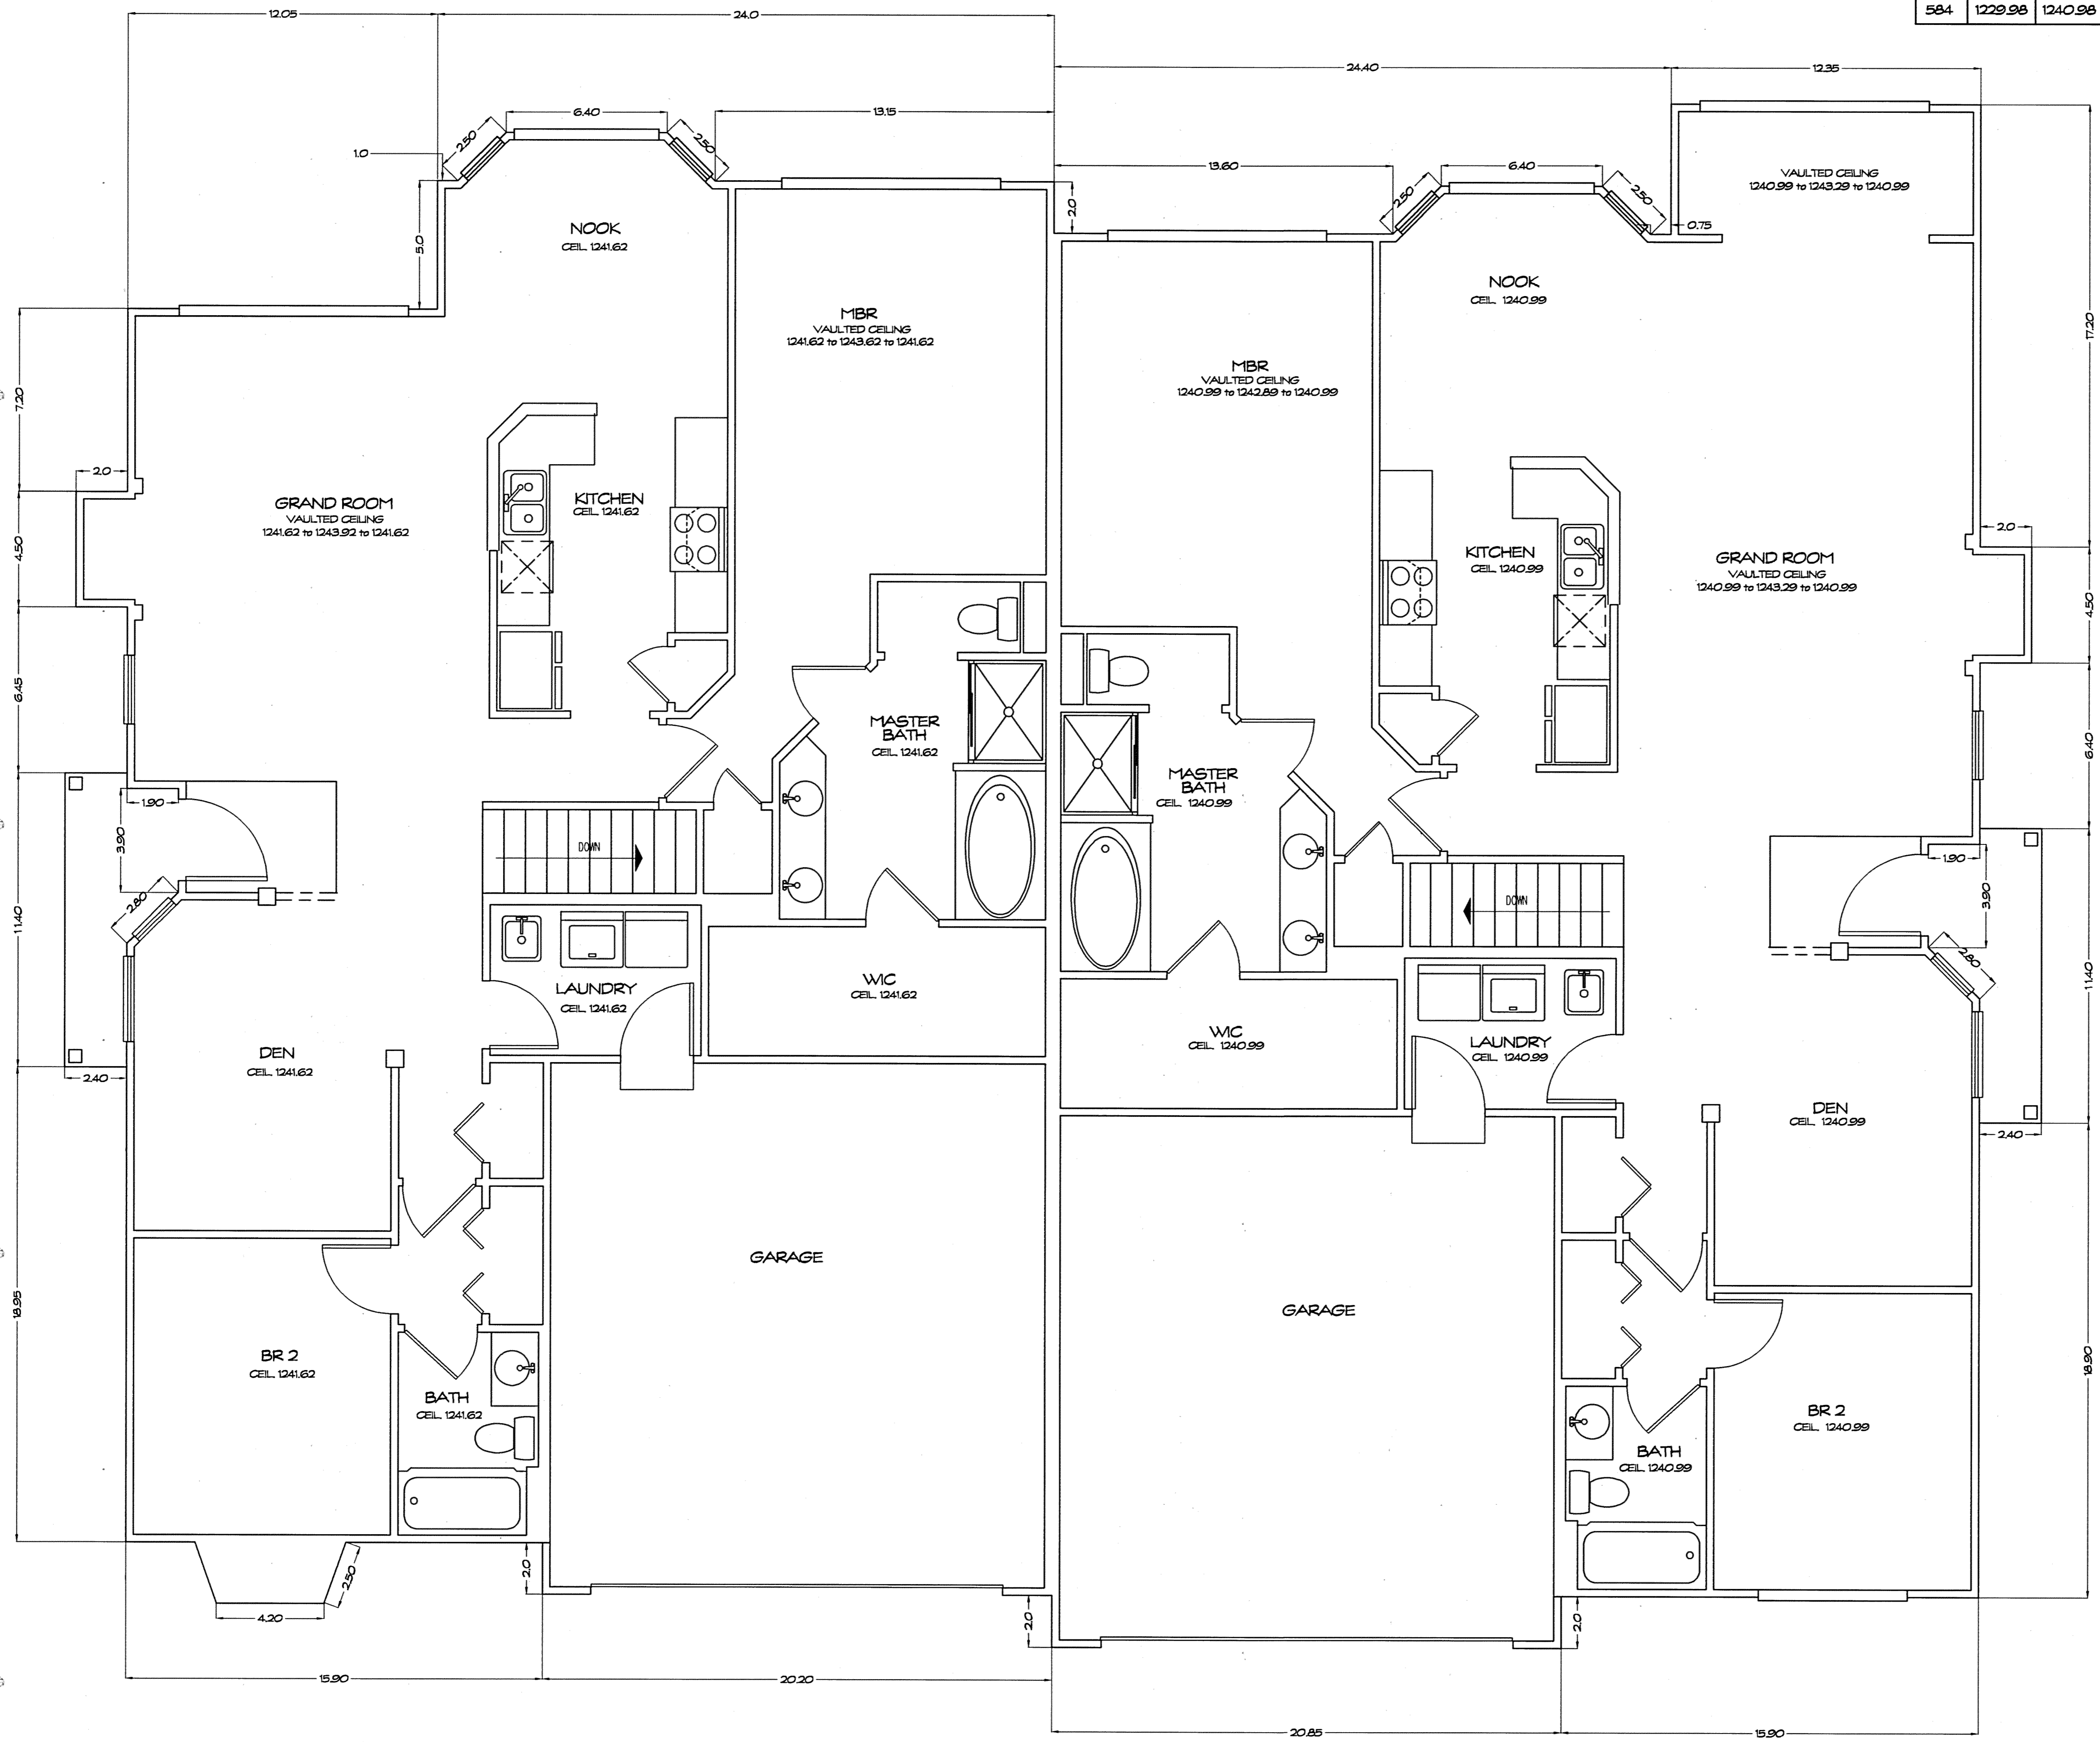 584 1229.98 1240.98
12.05
24.0
24.40
12.35
6.40
13.15
2.50
2.50
1.0
5.0
2.0
13.60
6.40
2.50
2.50
0.75
VAULTED CEILING
1240.99 to 1243.29 to 1240.99
NOOK
CEIL. 1241.62
MBR
VAULTED CEILING
1241.62 to 1243.62 to 1241.62
NOOK
CEIL. 1240.99
MBR
VAULTED CEILING
1240.99 to 1242.89 to 1240.99
17.20
7.20
2.0
4.50
GRAND ROOM
VAULTED CEILING
1241.62 to 1243.92 to 1241.62
KITCHEN
CEIL. 1241.62
KITCHEN
CEIL. 1240.99
GRAND ROOM
VAULTED CEILING
1240.99 to 1243.29 to 1240.99
2.0
4.50
6.45
6.40
MASTER
BATH
CEIL. 1241.62
MASTER
BATH
CEIL. 1240.99
1.90
3.90
2.80
DOWN
DOWN
1.90
3.90
2.80
11.40
11.40
LAUNDRY
CEIL. 1241.62
WIC
CEIL. 1241.62
WIC
CEIL. 1240.99
LAUNDRY
CEIL. 1240.99
DEN
CEIL. 1241.62
2.40
DEN
CEIL. 1240.99
2.40
GARAGE
GARAGE
18.95
18.90
BR 2
CEIL. 1241.62
BATH
CEIL. 1241.62
BR 2
CEIL. 1240.99
BATH
CEIL. 1240.99
2.50
4.20
2.0
2.0
2.0
15.90
20.20
20.85
15.90